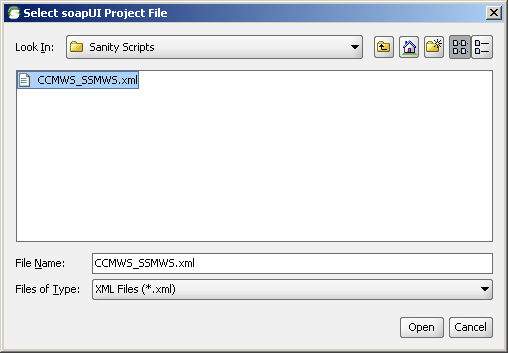 Select soapUI Project File
Look In: Sanity Scripts
CCMWS_SSMWS.xml
File Name: CCMWS_SSMWS.xml
Files of Type: XML Files (*.xml)
Open Cancel